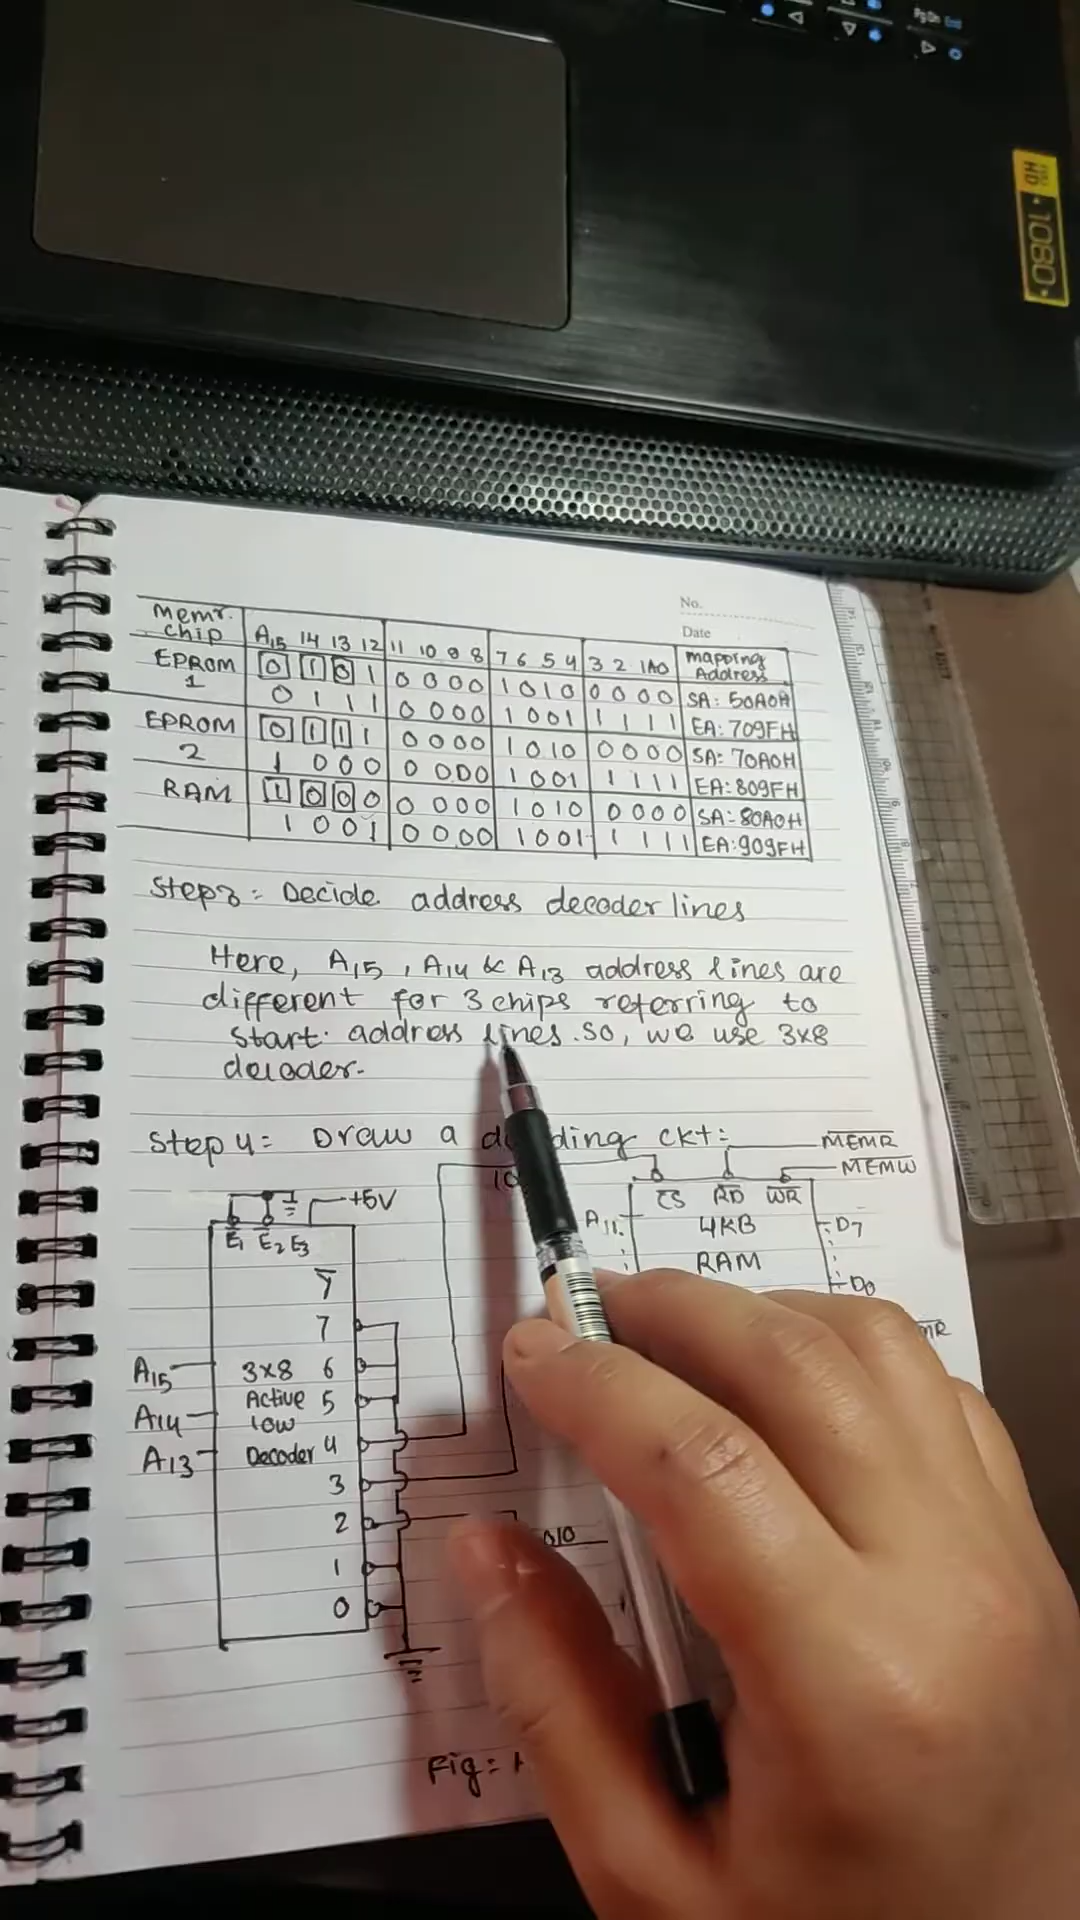 Pg Dn
HD
1080
No.
Date
Memr. chip A15 14 13 12 11 10 9 8 7 6 5 4 3 2 1 A0 mapping Address
EPROM 1 0 1 0 1 0 0 0 0 1 0 1 0 0 0 0 0 SA: 50A0H
0 1 1 1 0 0 0 0 1 0 0 1 1 1 1 1 EA: 709FH
EPROM 2 0 1 1 1 0 0 0 0 1 0 1 0 0 0 0 0 SA: 70A0H
1 0 0 0 0 0 0 0 1 0 0 1 1 1 1 1 EA: 809FH
RAM 1 0 0 0 0 0 0 0 1 0 1 0 0 0 0 0 SA: 80A0H
1 0 0 1 0 0 0 0 1 0 0 1 1 1 1 1 EA: 909FH
Step3: Decide address decoder lines
Here, A15, A14 & A13 address lines are
different for 3 chips referring to
start address lines. So, we use 3x8
decoder.
Step 4: Draw a ding ckt:
MEMR
MEMW
+5V
E1 E2 E3
CS RD WR
A11
4KB
D7
RAM
D0
MR
Y
7
A15 3x8 6
Active 5
A14 low
A13 Decoder 4
3
2
010
1
0
Fig: